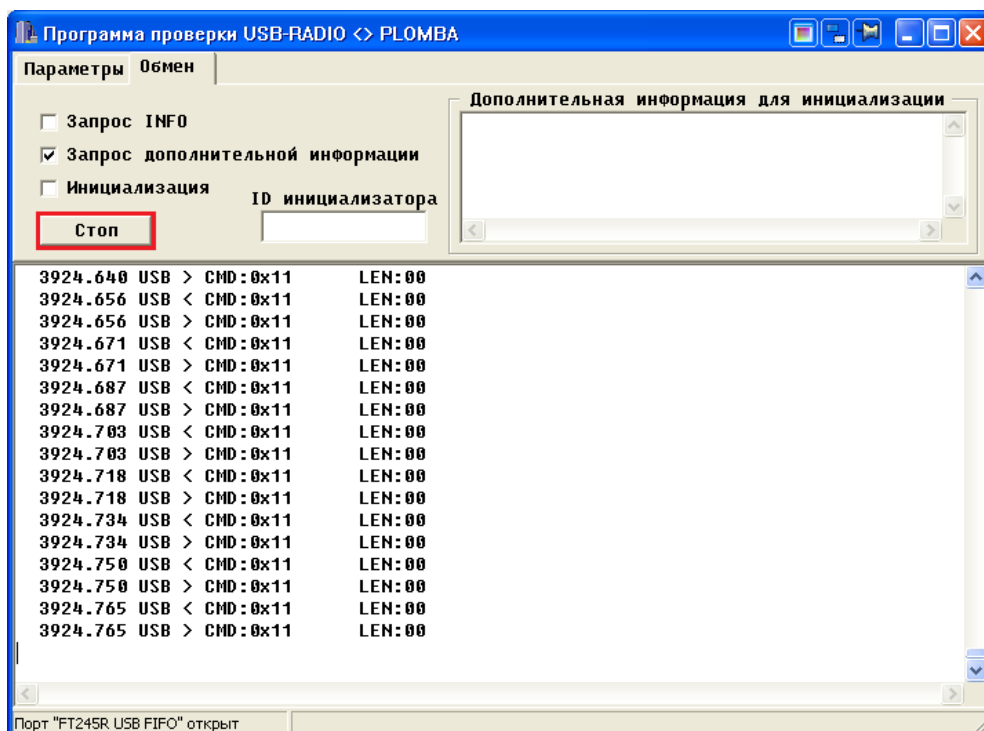 Программа проверки USB-RADIO <> PLOMBA
Параметры Обмен
Дополнительная информация для инициализации
Запрос INFO
Запрос дополнительной информации
Инициализация
ID инициализатора
Стоп
3924.640 USB > CMD:0x11 LEN:00
3924.656 USB < CMD:0x11 LEN:00
3924.656 USB > CMD:0x11 LEN:00
3924.671 USB < CMD:0x11 LEN:00
3924.671 USB > CMD:0x11 LEN:00
3924.687 USB < CMD:0x11 LEN:00
3924.687 USB > CMD:0x11 LEN:00
3924.703 USB < CMD:0x11 LEN:00
3924.703 USB > CMD:0x11 LEN:00
3924.718 USB < CMD:0x11 LEN:00
3924.718 USB > CMD:0x11 LEN:00
3924.734 USB < CMD:0x11 LEN:00
3924.734 USB > CMD:0x11 LEN:00
3924.750 USB < CMD:0x11 LEN:00
3924.750 USB > CMD:0x11 LEN:00
3924.765 USB < CMD:0x11 LEN:00
3924.765 USB > CMD:0x11 LEN:00
Порт "FT245R USB FIFO" открыт